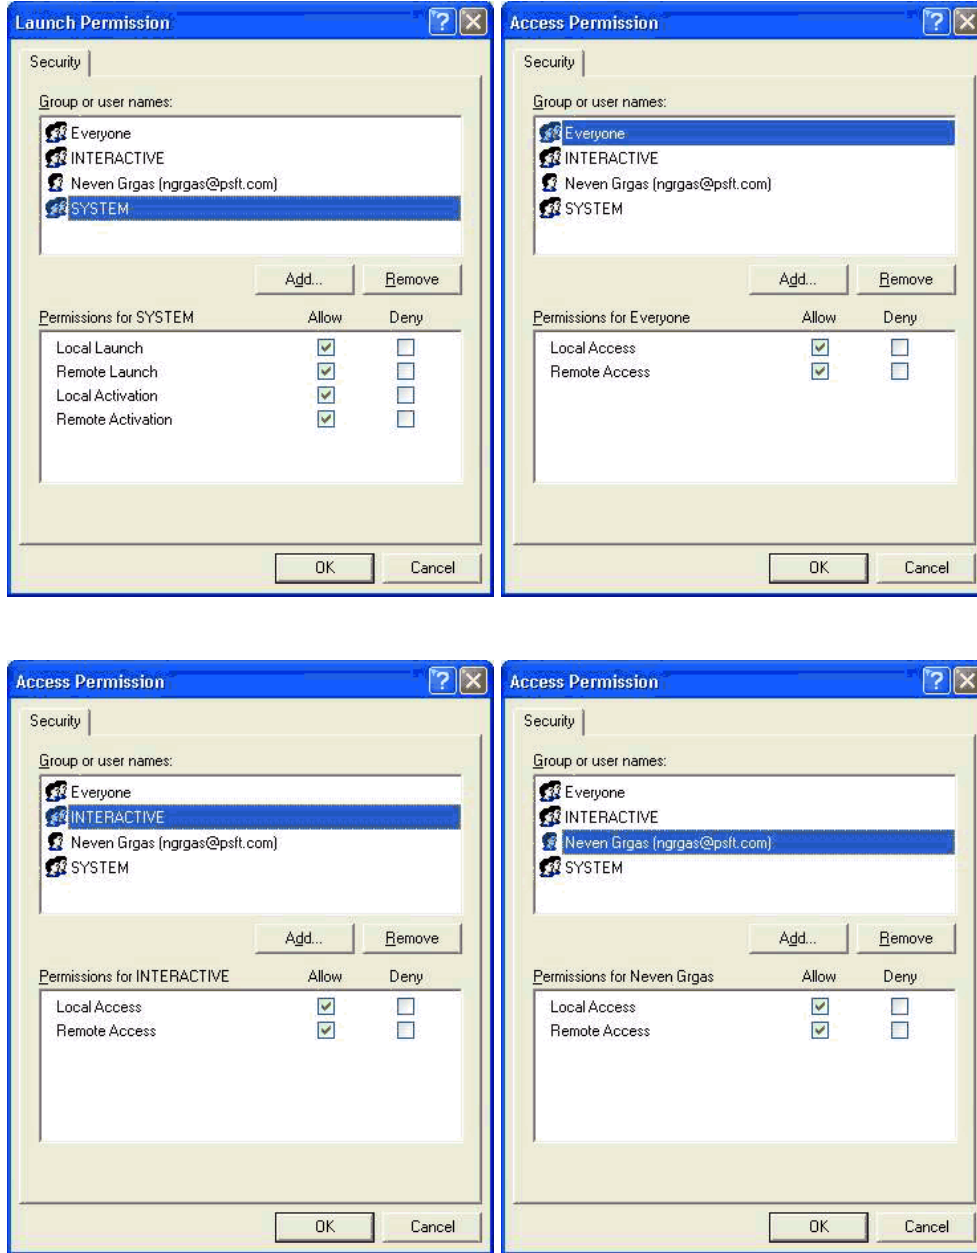 Launch Permission
Security
Group or user names:
Everyone
INTERACTIVE
Neven Grgas (ngrgas@psft.com)
SYSTEM
Add... Remove
Permissions for SYSTEM Allow Deny
Local Launch
Remote Launch
Local Activation
Remote Activation
OK Cancel
Access Permission
Security
Group or user names:
Everyone
INTERACTIVE
Neven Grgas (ngrgas@psft.com)
SYSTEM
Add... Remove
Permissions for Everyone Allow Deny
Local Access
Remote Access
OK Cancel
Access Permission
Security
Group or user names:
Everyone
INTERACTIVE
Neven Grgas (ngrgas@psft.com)
SYSTEM
Add... Remove
Permissions for INTERACTIVE Allow Deny
Local Access
Remote Access
OK Cancel
Access Permission
Security
Group or user names:
Everyone
INTERACTIVE
Neven Grgas (ngrgas@psft.com)
SYSTEM
Add... Remove
Permissions for Neven Grgas Allow Deny
Local Access
Remote Access
OK Cancel